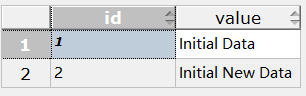 id value
1 1 Initial Data
2 2 Initial New Data